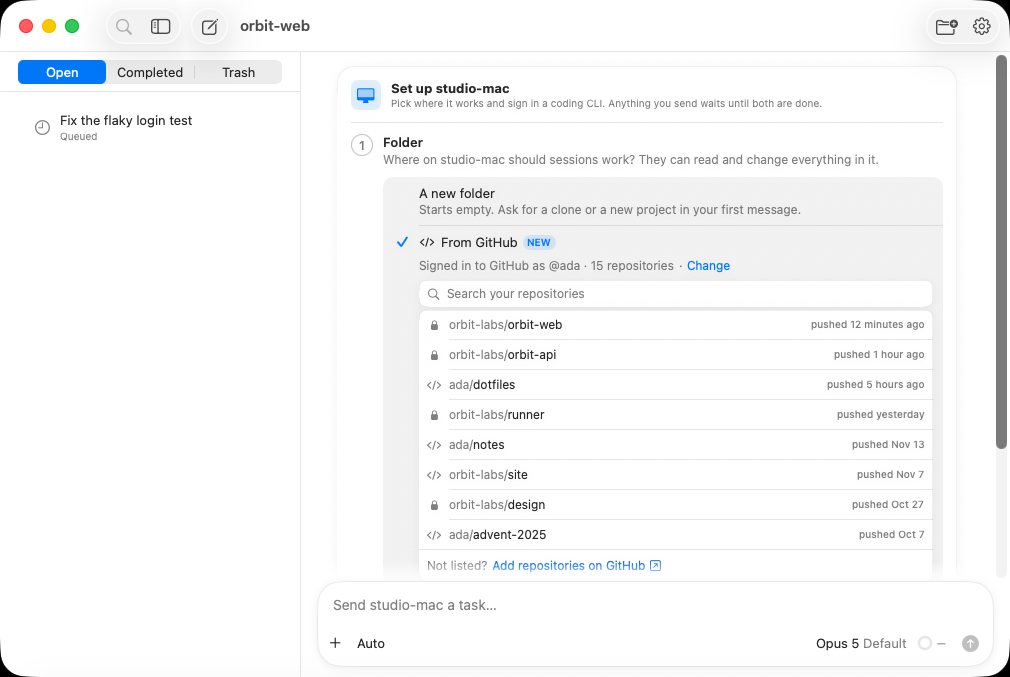 orbit-web
Open Completed Trash
Fix the flaky login test
Queued
Set up studio-mac
Pick where it works and sign in a coding CLI. Anything you send waits until both are done.
1 Folder
Where on studio-mac should sessions work? They can read and change everything in it.
A new folder
Starts empty. Ask for a clone or a new project in your first message.
</> From GitHub NEW
Signed in to GitHub as @ada · 15 repositories · Change
Search your repositories
orbit-labs/orbit-web pushed 12 minutes ago
orbit-labs/orbit-api pushed 1 hour ago
</> ada/dotfiles pushed 5 hours ago
orbit-labs/runner pushed yesterday
</> ada/notes pushed Nov 13
</> orbit-labs/site pushed Nov 7
orbit-labs/design pushed Oct 27
</> ada/advent-2025 pushed Oct 7
Not listed? Add repositories on GitHub
Send studio-mac a task...
+ Auto Opus 5 Default –